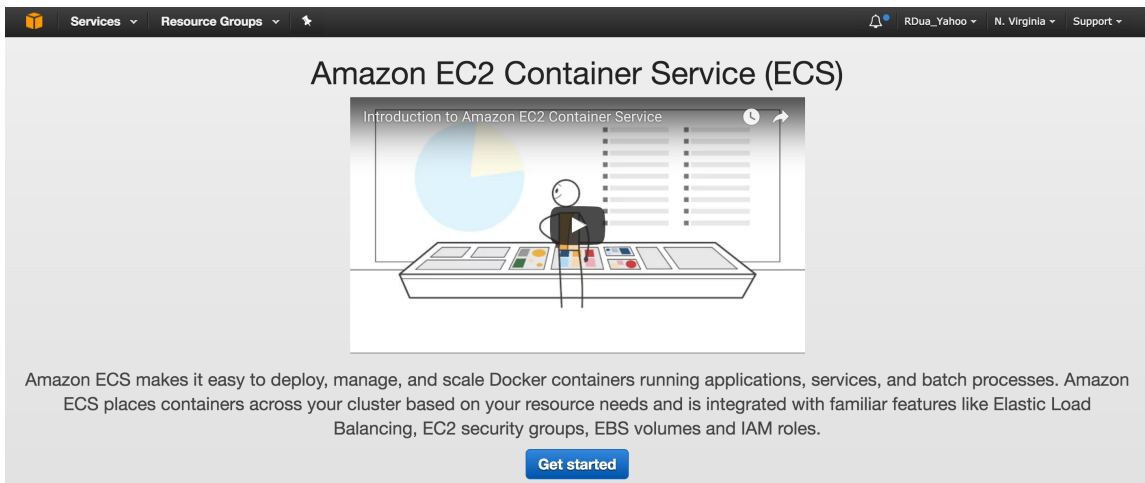 Services Resource Groups RDua_Yahoo N. Virginia Support
Amazon EC2 Container Service (ECS)
Introduction to Amazon EC2 Container Service
Amazon ECS makes it easy to deploy, manage, and scale Docker containers running applications, services, and batch processes. Amazon
ECS places containers across your cluster based on your resource needs and is integrated with familiar features like Elastic Load
Balancing, EC2 security groups, EBS volumes and IAM roles.
Get started